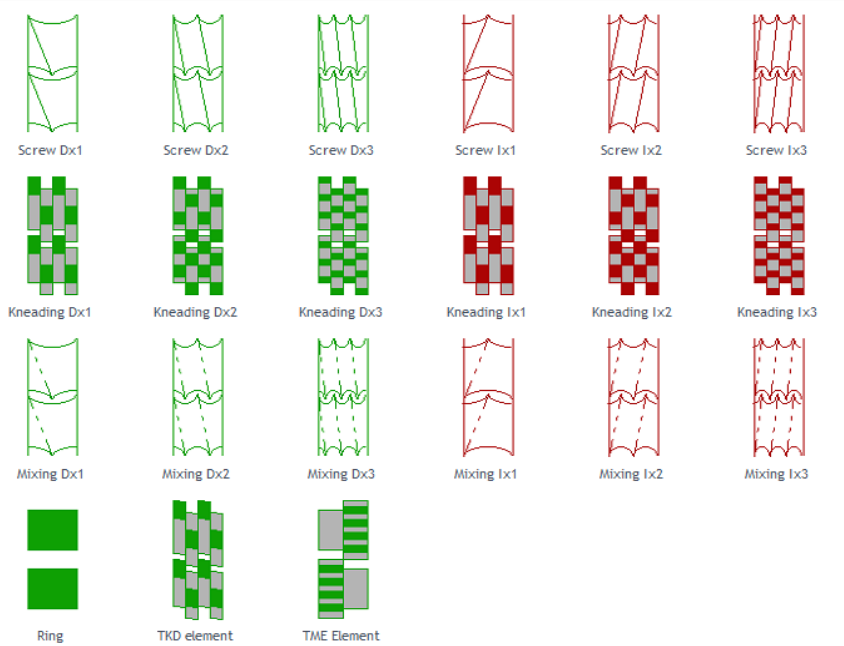 Screw Dx1 Screw Dx2 Screw Dx3 Screw Ix1 Screw Ix2 Screw Ix3
Kneading Dx1 Kneading Dx2 Kneading Dx3 Kneading Ix1 Kneading Ix2 Kneading Ix3
Mixing Dx1 Mixing Dx2 Mixing Dx3 Mixing Ix1 Mixing Ix2 Mixing Ix3
Ring TKD element TME Element